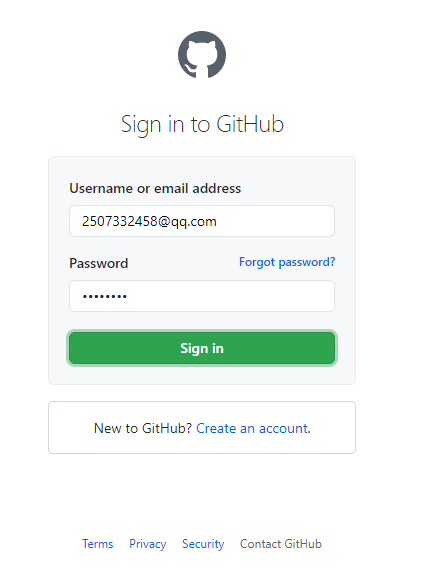 Sign in to GitHub
Username or email address
2507332458@qq.com
Password Forgot password?
••••••••
Sign in
New to GitHub? Create an account.
Terms Privacy Security Contact GitHub